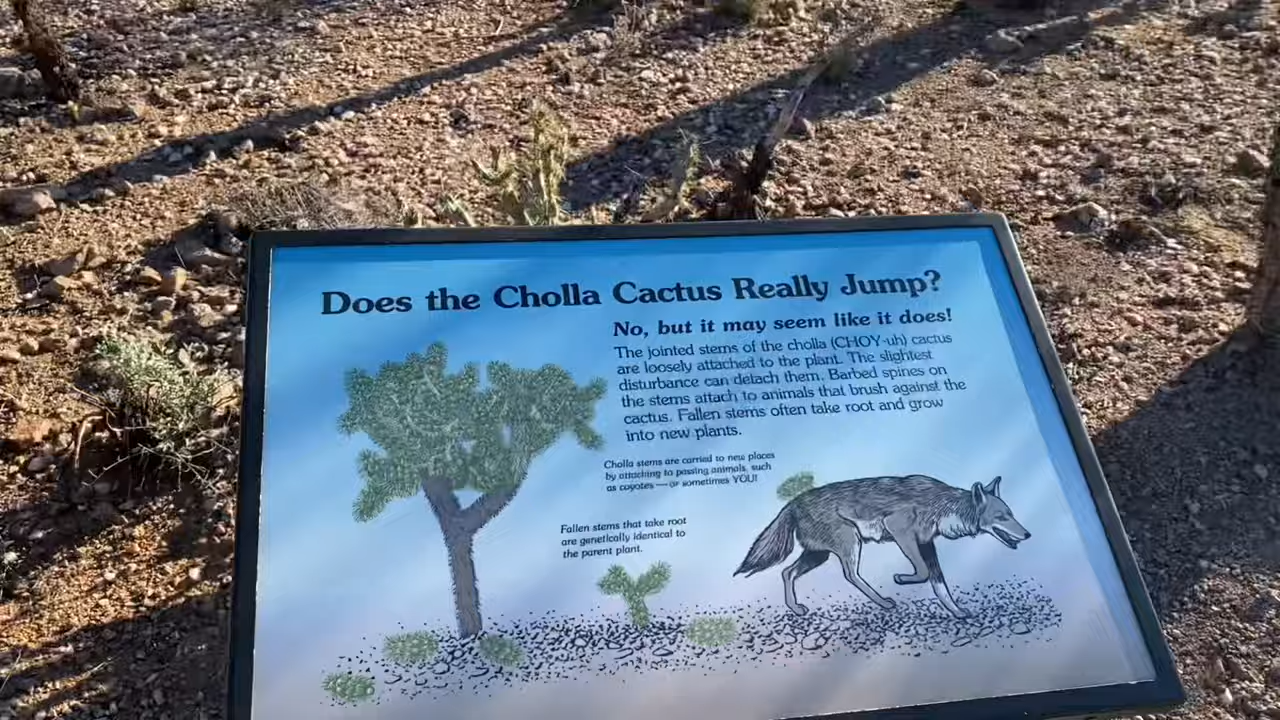 Does the Cholla Cactus Really Jump?
No, but it may seem like it does!
The jointed stems of the cholla (CHOY-uh) cactus
are loosely attached to the plant. The slightest
disturbance can detach them. Barbed spines on
the stems attach to animals that brush against the
cactus. Fallen stems often take root and grow
into new plants.
Cholla stems are carried to new places
by attaching to passing animals, such
as coyotes — or sometimes YOU!
Fallen stems that take root
are genetically identical to
the parent plant.